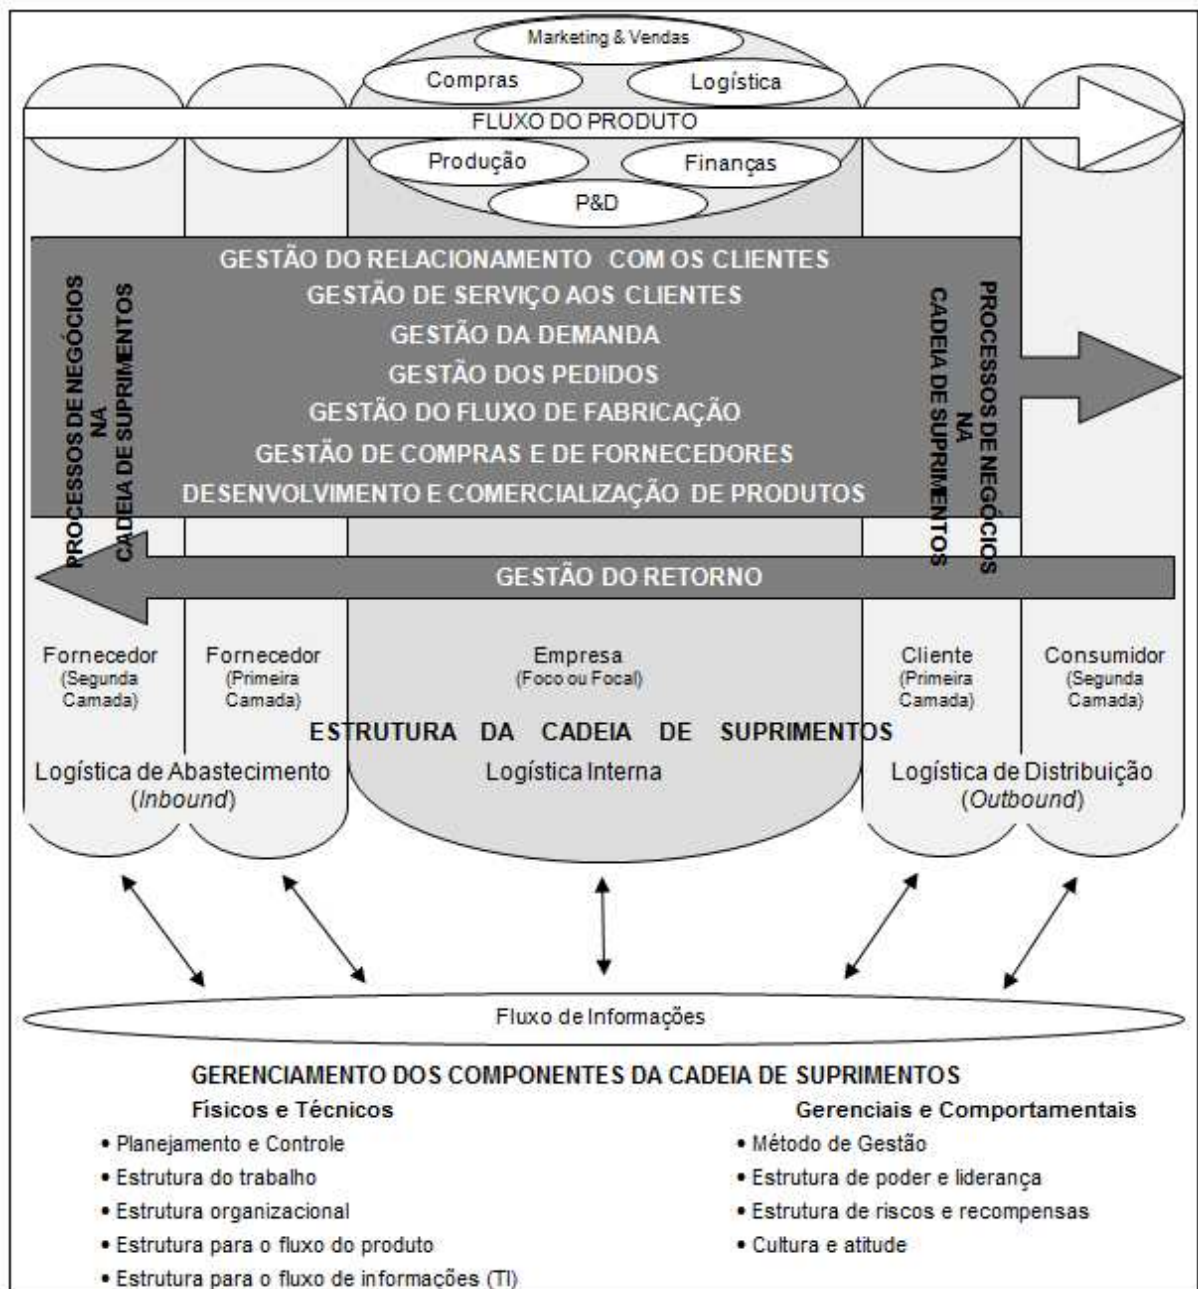 Marketing & Vendas
Compras
Logística
FLUXO DO PRODUTO
Produção
Finanças
P&D
PROCESSOS DE NEGÓCIOS
NA
CADEIA DE SUPRIMENTOS
GESTÃO DO RELACIONAMENTO COM OS CLIENTES
GESTÃO DE SERVIÇO AOS CLIENTES
GESTÃO DA DEMANDA
GESTÃO DOS PEDIDOS
GESTÃO DO FLUXO DE FABRICAÇÃO
GESTÃO DE COMPRAS E DE FORNECEDORES
DESENVOLVIMENTO E COMERCIALIZAÇÃO DE PRODUTOS
PROCESSOS DE NEGÓCIOS
NA
CADEIA DE SUPRIMENTOS
GESTÃO DO RETORNO
Fornecedor
(Segunda
Camada)
Fornecedor
(Primeira
Camada)
Empresa
(Foco ou Focal)
Cliente
(Primeira
Camada)
Consumidor
(Segunda
Camada)
ESTRUTURA DA CADEIA DE SUPRIMENTOS
Logística de Abastecimento
(Inbound)
Logística Interna
Logística de Distribuição
(Outbound)
Fluxo de Informações
GERENCIAMENTO DOS COMPONENTES DA CADEIA DE SUPRIMENTOS
Físicos e Técnicos
• Planejamento e Controle
• Estrutura do trabalho
• Estrutura organizacional
• Estrutura para o fluxo do produto
• Estrutura para o fluxo de informações (TI)
Gerenciais e Comportamentais
• Método de Gestão
• Estrutura de poder e liderança
• Estrutura de riscos e recompensas
• Cultura e atitude